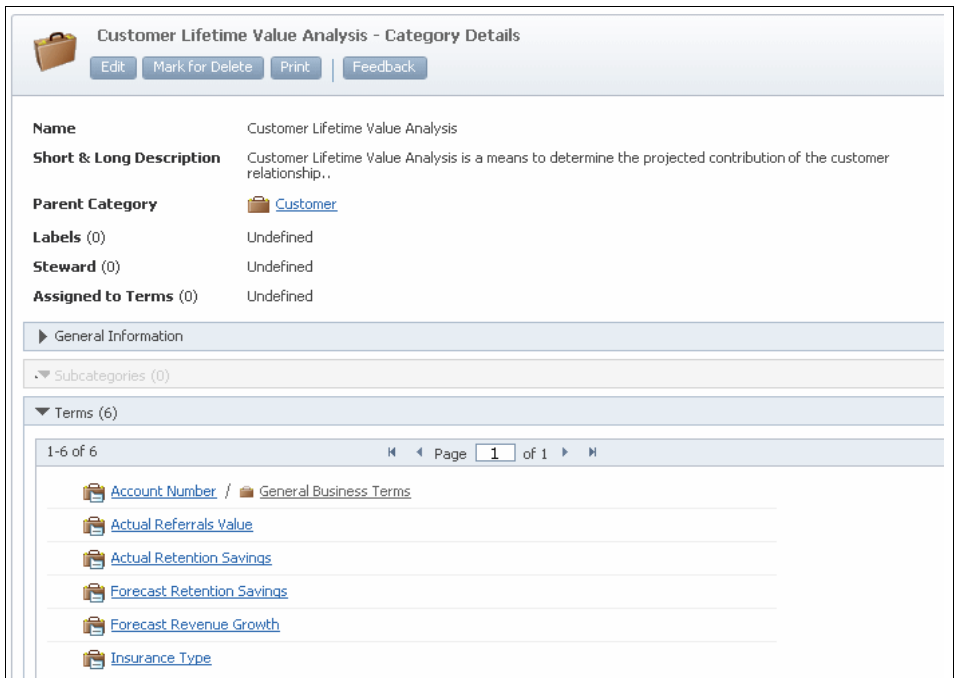 Customer Lifetime Value Analysis - Category Details
Edit Mark for Delete Print Feedback
Name Customer Lifetime Value Analysis
Short & Long Description Customer Lifetime Value Analysis is a means to determine the projected contribution of the customer
relationship..
Parent Category Customer
Labels (0) Undefined
Steward (0) Undefined
Assigned to Terms (0) Undefined
General Information
Subcategories (0)
Terms (6)
1-6 of 6 Page 1 of 1
Account Number / General Business Terms
Actual Referrals Value
Actual Retention Savings
Forecast Retention Savings
Forecast Revenue Growth
Insurance Type